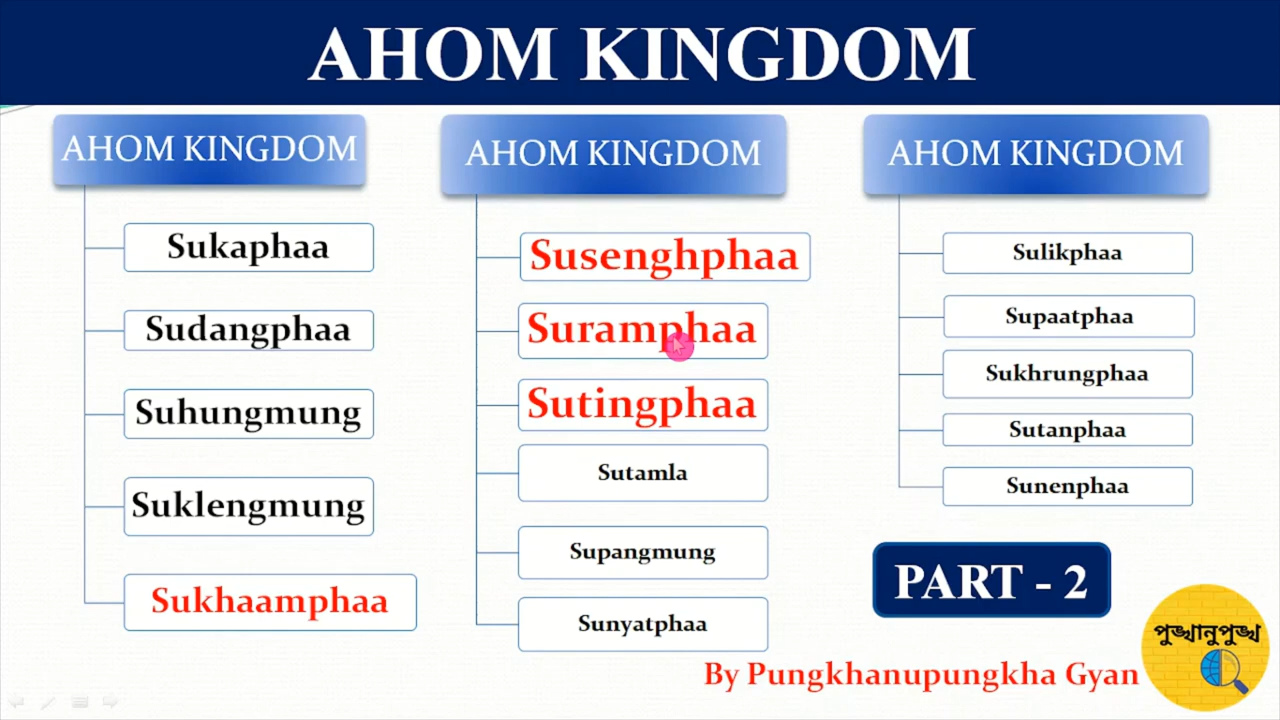 AHOM KINGDOM
AHOM KINGDOM
Sukaphaa
Sudangphaa
Suhungmung
Suklengmung
Sukhaamphaa
AHOM KINGDOM
Susenghphaa
Suramphaa
Sutingphaa
Sutamla
Supangmung
Sunyatphaa
AHOM KINGDOM
Sulikphaa
Supaatphaa
Sukhrungphaa
Sutanphaa
Sunenphaa
PART - 2
By Pungkhanupungkha Gyan
পুঙ্খানুপুঙ্খ